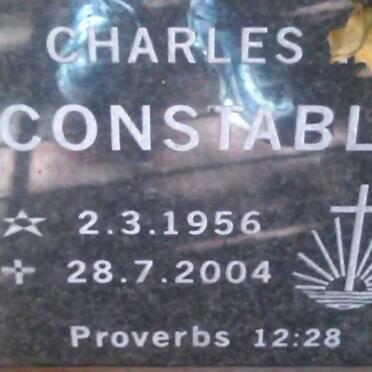 CHARLES
CONSTABL
2.3.1956
28.7.2004
Proverbs 12:28